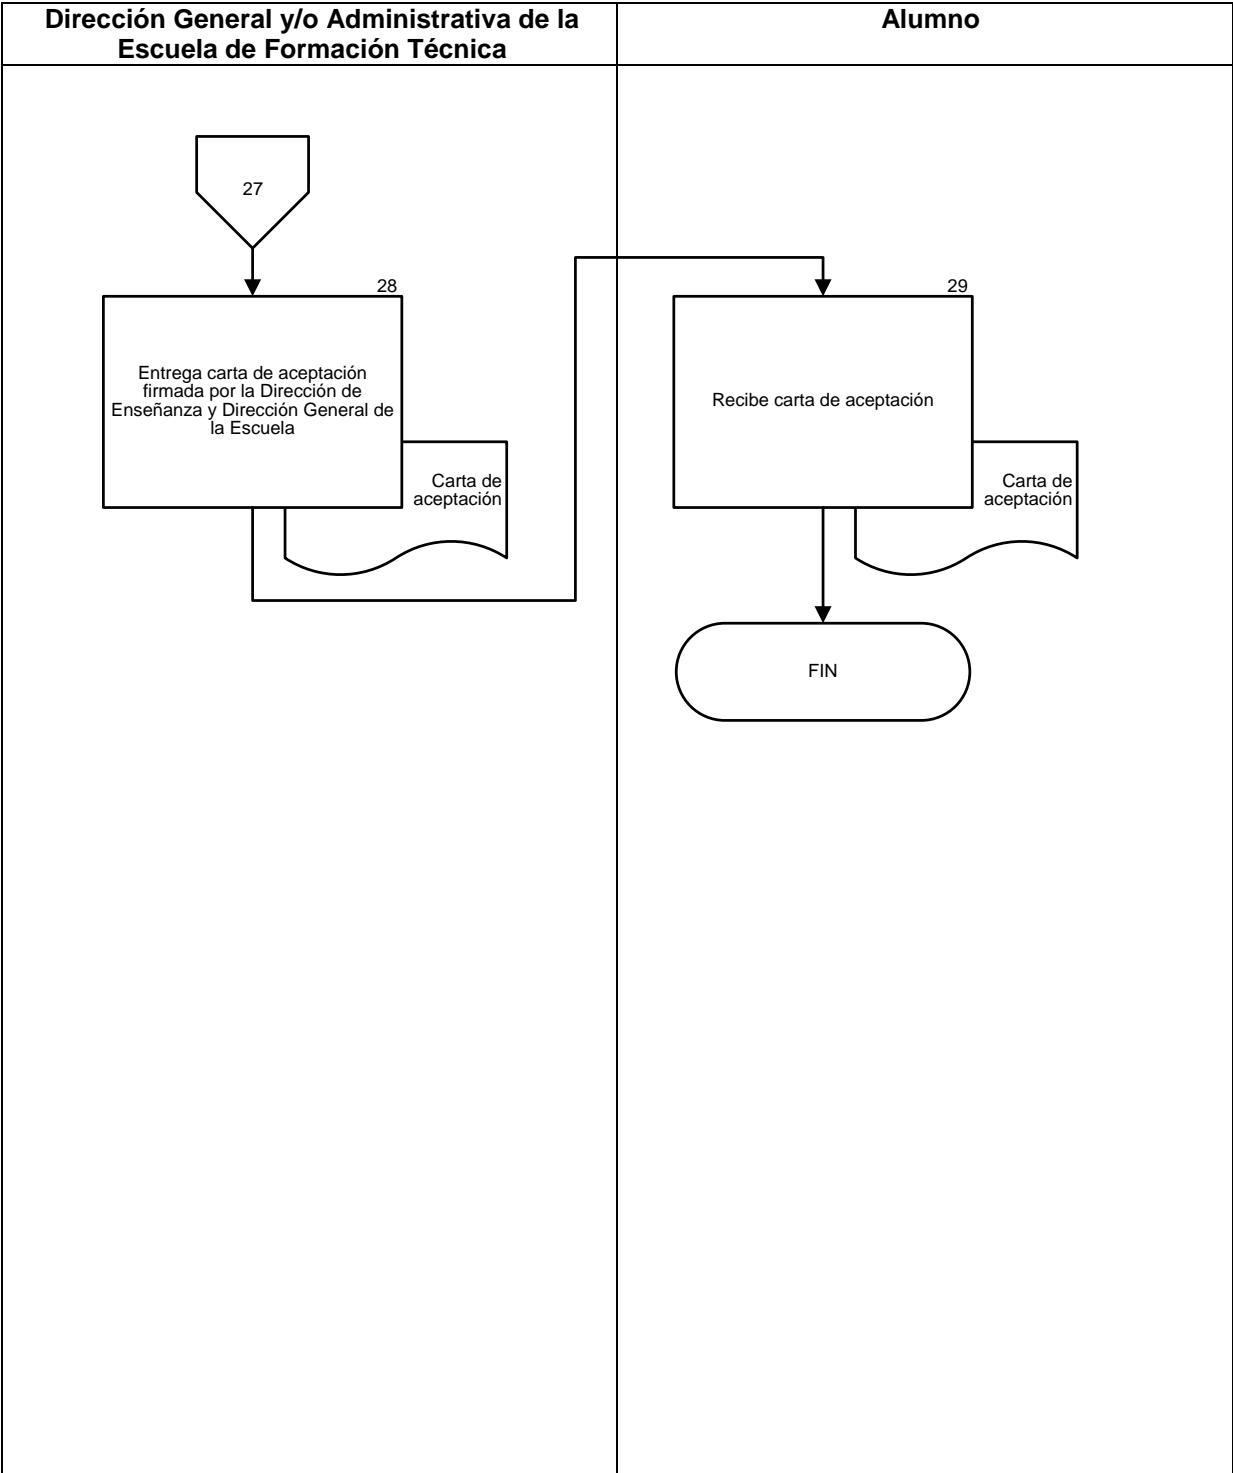 Dirección General y/o Administrativa de la
Escuela de Formación Técnica
Alumno
27
28
Entrega carta de aceptación
firmada por la Dirección de
Enseñanza y Dirección General de
la Escuela
Carta de
aceptación
29
Recibe carta de aceptación
Carta de
aceptación
FIN